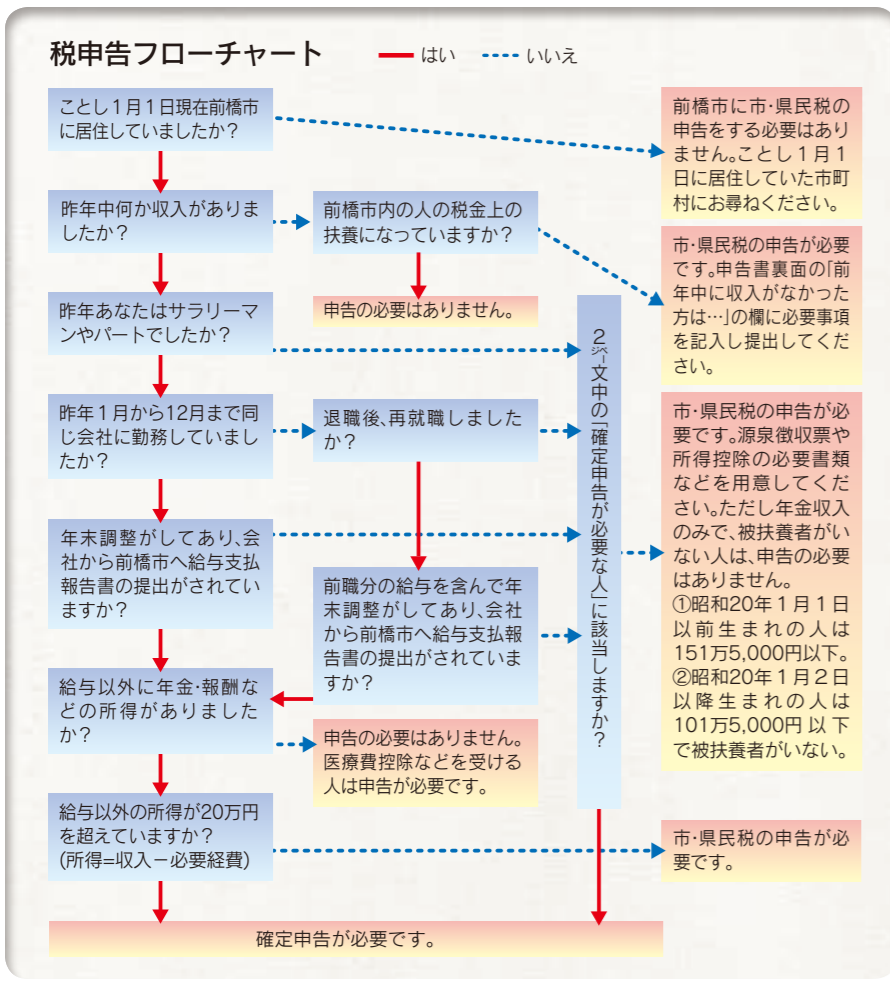 税申告フローチャート
はい
いいえ
ことし1月1日現在前橋市
に居住していましたか?
前橋市に市・県民税の
申告をする必要はあり
ません。ことし1月1
日に居住していた市町
村にお尋ねください。
昨年中何か収入がありま
したか?
前橋市内の人の税金上の
扶養になっていますか?
申告の必要はありません。
市・県民税の申告が必要
です。申告書裏面の「前
年中に収入がなかった
方は…」の欄に必要事項
を記入し提出してくだ
さい。
昨年あなたはサラリーマ
ンやパートでしたか?
昨年1月から12月まで同
じ会社に勤務していまし
たか?
退職後、再就職しました
か?
2㌻文中の「確定申告が必要な人」に該当しますか?
市・県民税の申告が必
要です。源泉徴収票や
所得控除の必要書類
などを用意してくだ
さい。ただし年金収入
のみで、被扶養者がい
ない人は、申告の必要
はありません。
①昭和20年1月1日
以前生まれの人は
151万5,000円以下。
②昭和20年1月2日
以降生まれの人は
101万5,000円以下
で被扶養者がいない。
年末調整がしてあり、会
社から前橋市へ給与支払
報告書の提出がされてい
ますか?
前職分の給与を含んで年
末調整がしてあり、会社
から前橋市へ給与支払報
告書の提出がされていま
すか?
給与以外に年金・報酬な
どの所得がありました
か?
申告の必要はありません。
医療費控除などを受ける
人は申告が必要です。
給与以外の所得が20万円
を超えていますか?
(所得=収入−必要経費)
市・県民税の申告が必
要です。
確定申告が必要です。